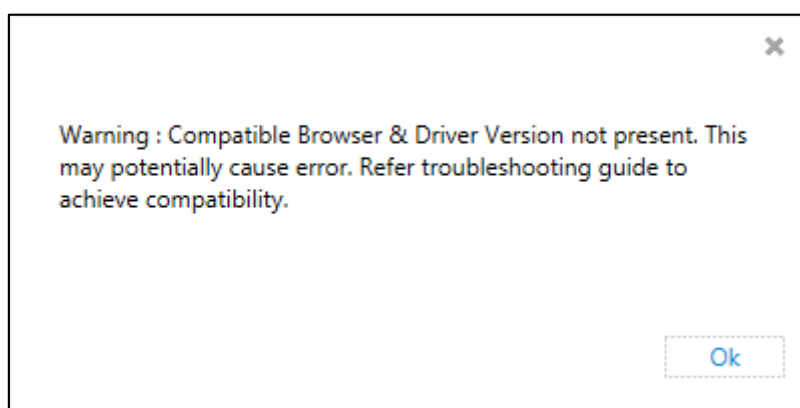 Warning : Compatible Browser & Driver Version not present. This
may potentially cause error. Refer troubleshooting guide to
achieve compatibility.
Ok